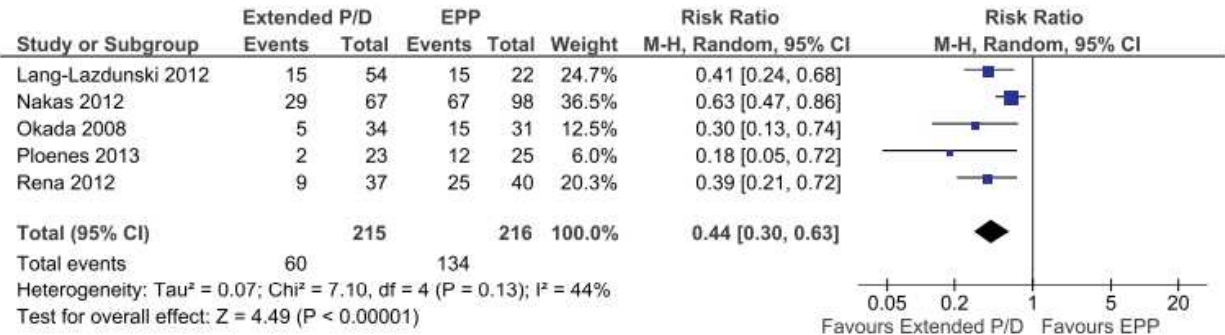 Extended P/D EPP Risk Ratio Risk Ratio
Study or Subgroup Events Total Events Total Weight M-H, Random, 95% CI M-H, Random, 95% CI
Lang-Lazdunski 2012 15 54 15 22 24.7% 0.41 [0.24, 0.68]
Nakas 2012 29 67 67 98 36.5% 0.63 [0.47, 0.86]
Okada 2008 5 34 15 31 12.5% 0.30 [0.13, 0.74]
Ploenes 2013 2 23 12 25 6.0% 0.18 [0.05, 0.72]
Rena 2012 9 37 25 40 20.3% 0.39 [0.21, 0.72]
Total (95% CI) 215 216 100.0% 0.44 [0.30, 0.63]
Total events 60 134
Heterogeneity: Tau² = 0.07; Chi² = 7.10, df = 4 (P = 0.13); I² = 44%
Test for overall effect: Z = 4.49 (P < 0.00001)
0.05 0.2 1 5 20
Favours Extended P/D Favours EPP